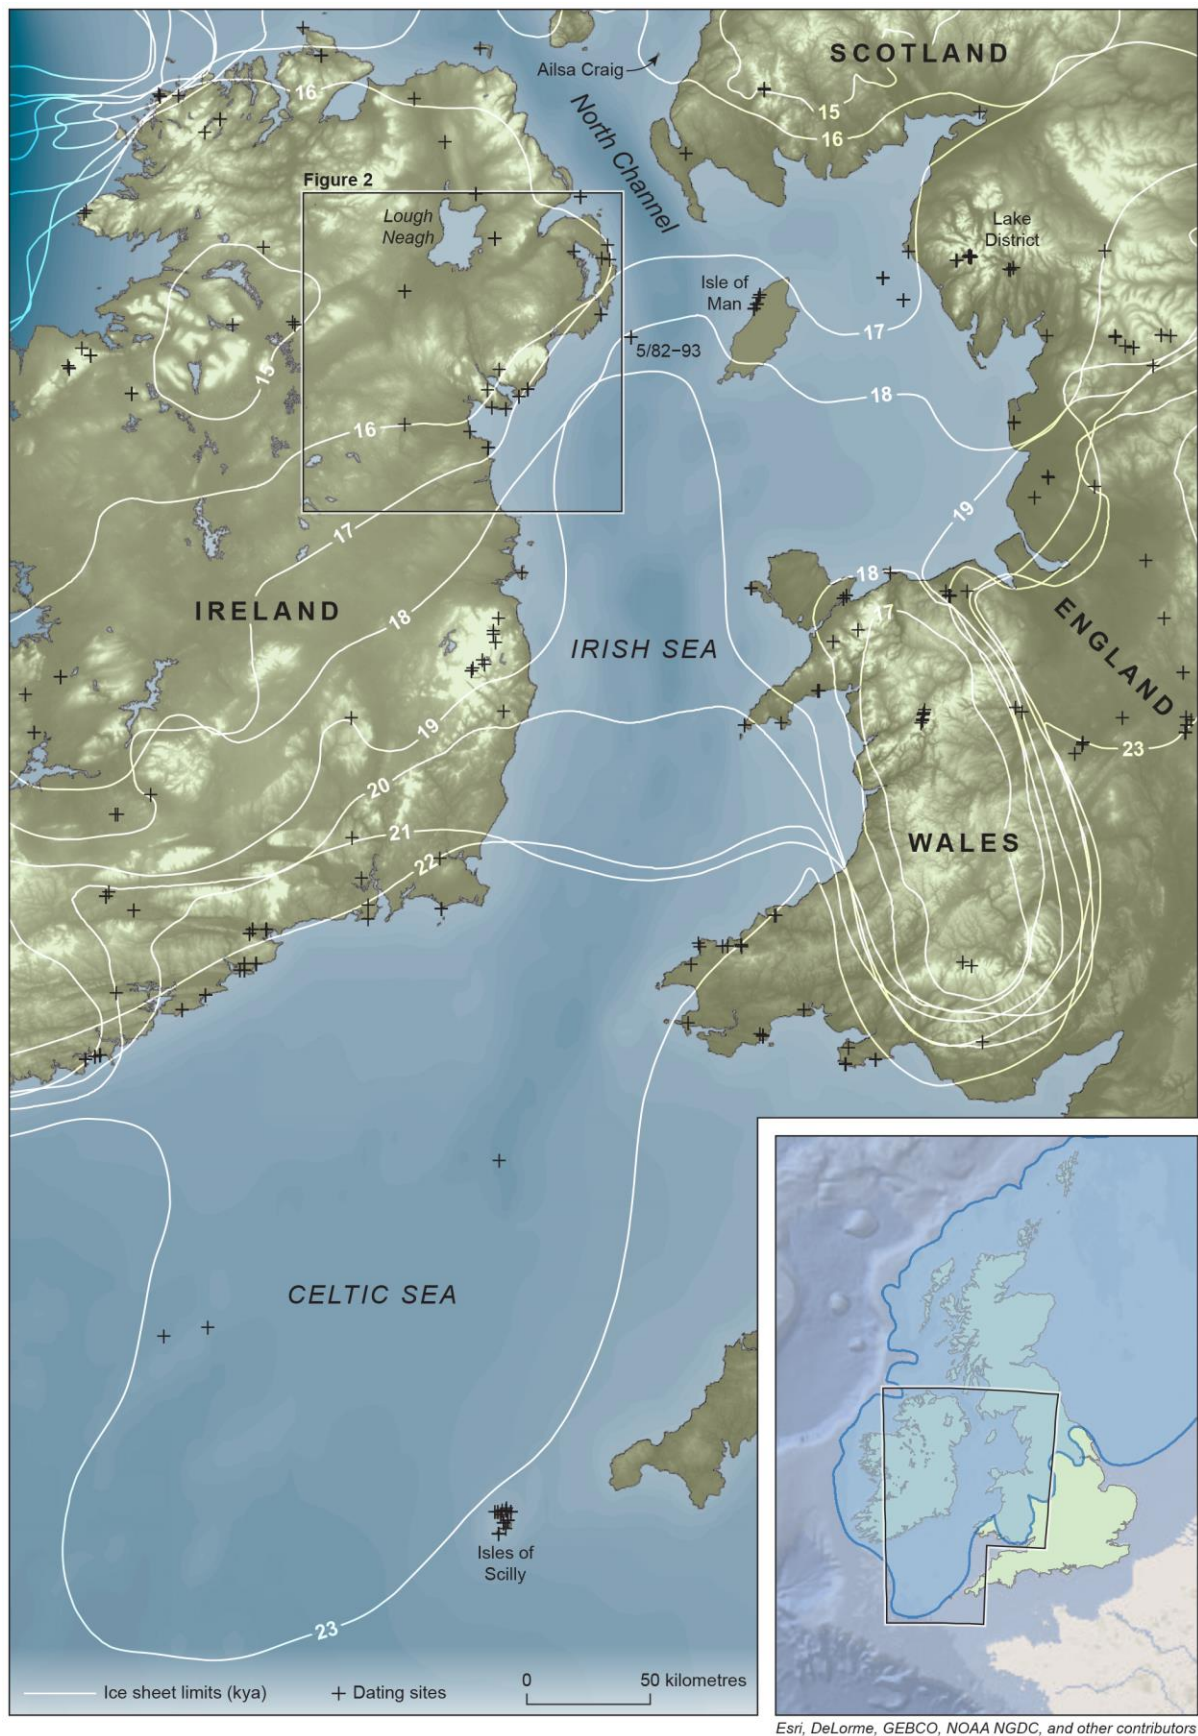 SCOTLAND
Ailsa Craig
North Channel
15
16
16
Figure 2
Lough
Neagh
Lake
District
Isle of
Man
17
5/82–93
15
18
16
17
19
18
17
IRELAND
18
IRISH SEA
ENGLAND
19
23
20
21
WALES
22
CELTIC SEA
Isles of
Scilly
23
Ice sheet limits (kya)
Dating sites
0
50 kilometres
Esri, DeLorme, GEBCO, NOAA NGDC, and other contributors